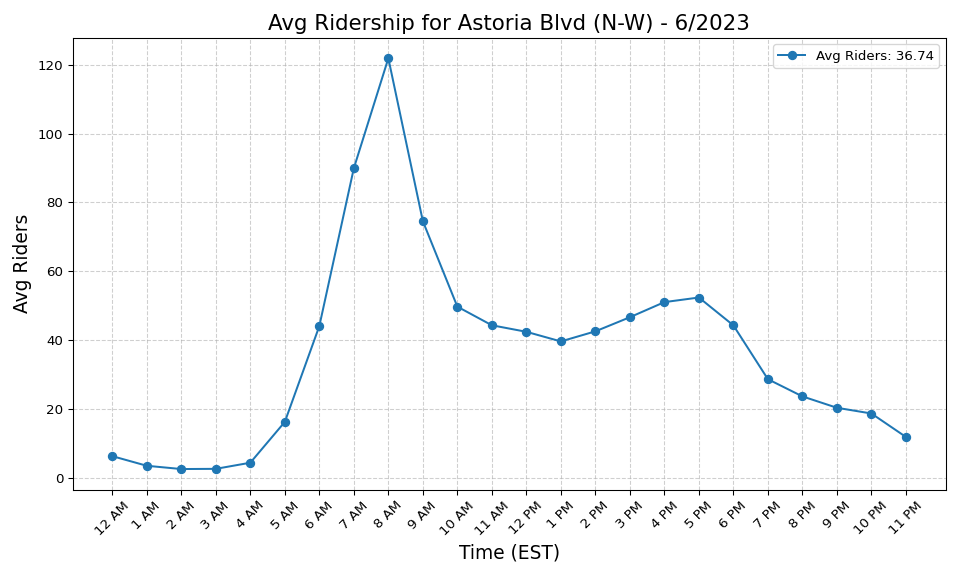 Avg Ridership for Astoria Blvd (N-W) - 6/2023
Avg Riders: 36.74
Avg Riders
120
100
80
60
40
20
0
12 AM
1 AM
2 AM
3 AM
4 AM
5 AM
6 AM
7 AM
8 AM
9 AM
10 AM
11 AM
12 PM
1 PM
2 PM
3 PM
4 PM
5 PM
6 PM
7 PM
8 PM
9 PM
10 PM
11 PM
Time (EST)